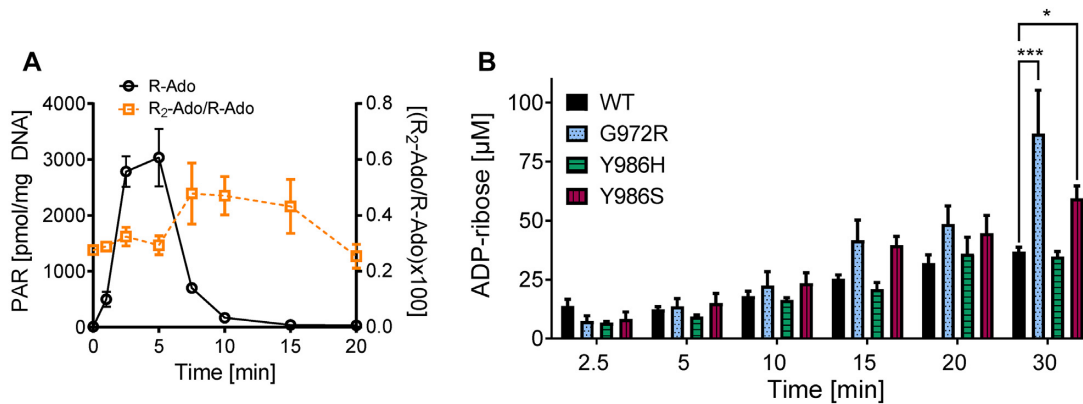 A
R-Ado
R₂-Ado/R-Ado
PAR [pmol/mg DNA]
4000
3000
2000
1000
0
0.8
0.6
0.4
0.2
0.0
[(R₂-Ado/R-Ado)x100]
0 5 10 15 20
Time [min]
B
ADP-ribose [µM]
100
75
50
25
0
WT
G972R
Y986H
Y986S
*
***
2.5 5 10 15 20 30
Time [min]